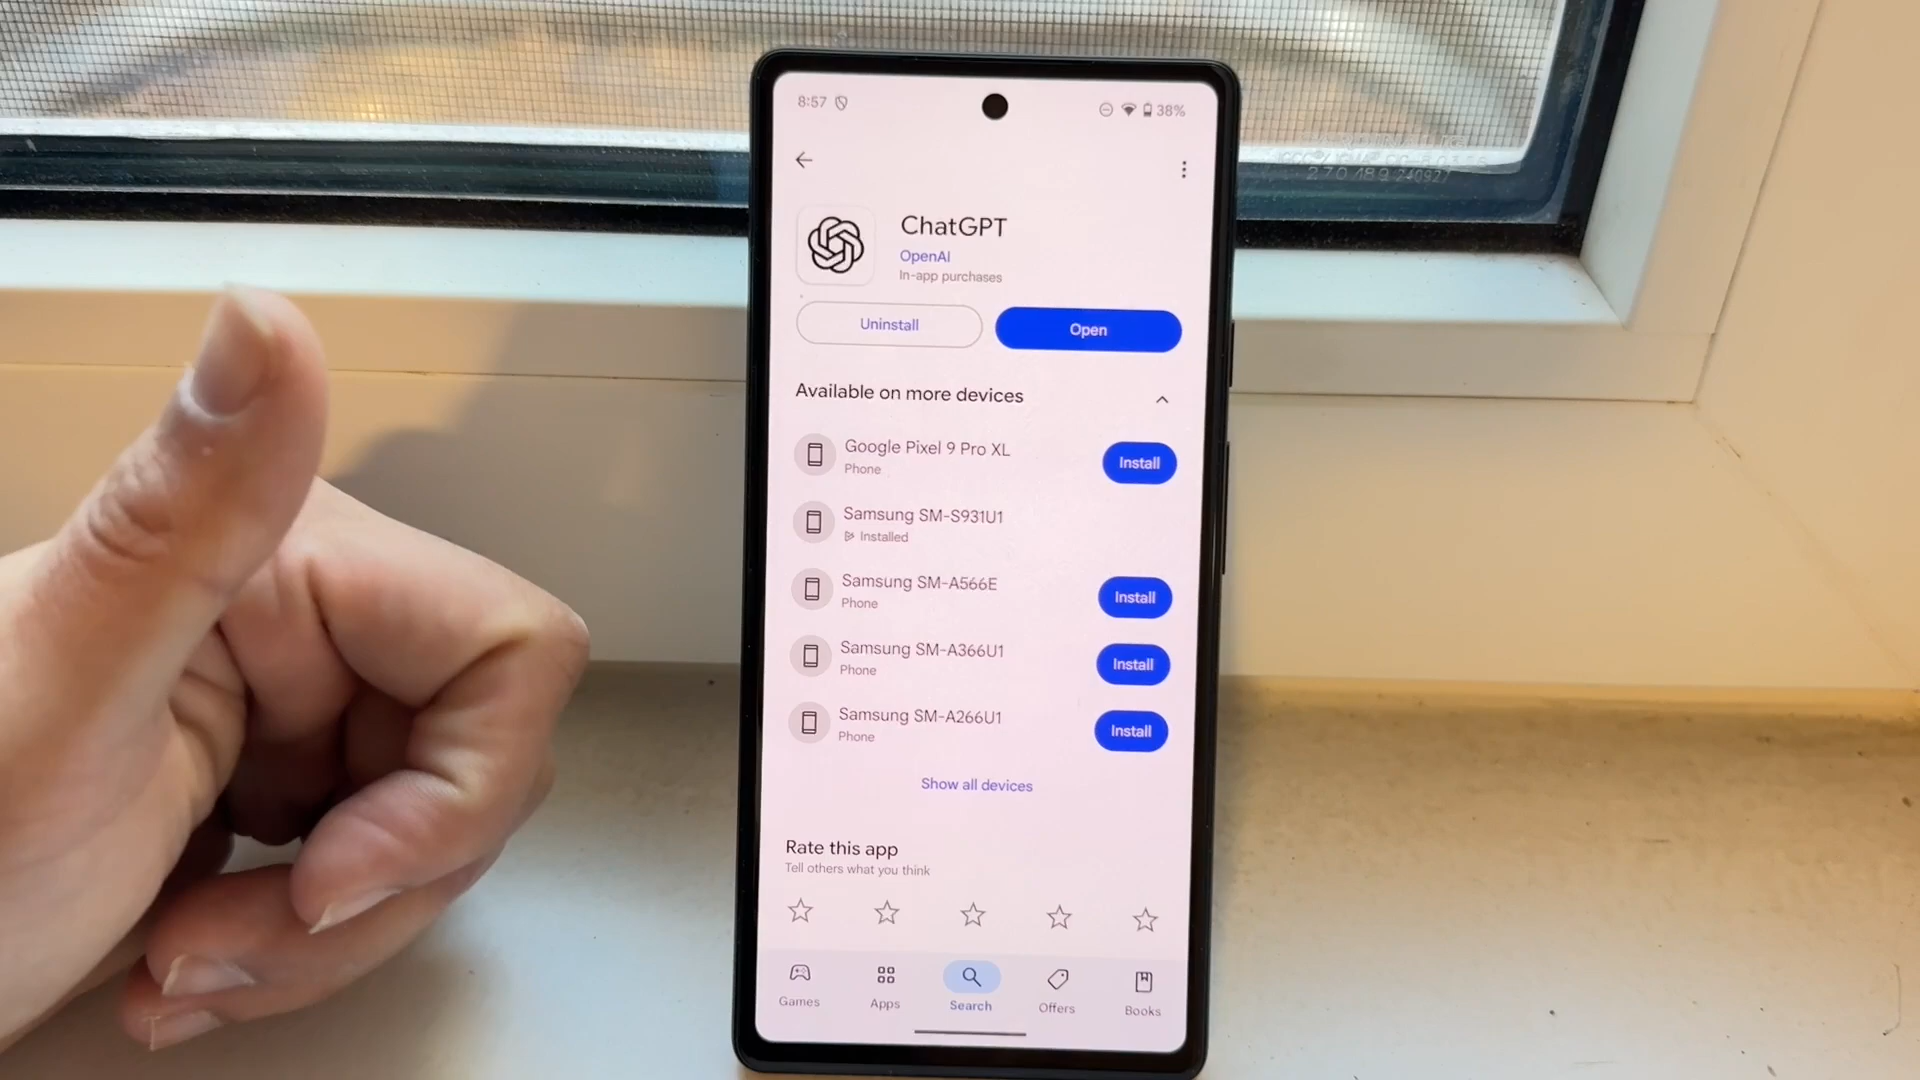 8:57
38%
ChatGPT
OpenAI
In-app purchases
Uninstall
Open
Available on more devices
Google Pixel 9 Pro XL
Phone
Install
Samsung SM-S931U1
Installed
Samsung SM-A566E
Phone
Install
Samsung SM-A366U1
Phone
Install
Samsung SM-A266U1
Phone
Install
Show all devices
Rate this app
Tell others what you think
Games
Apps
Search
Offers
Books